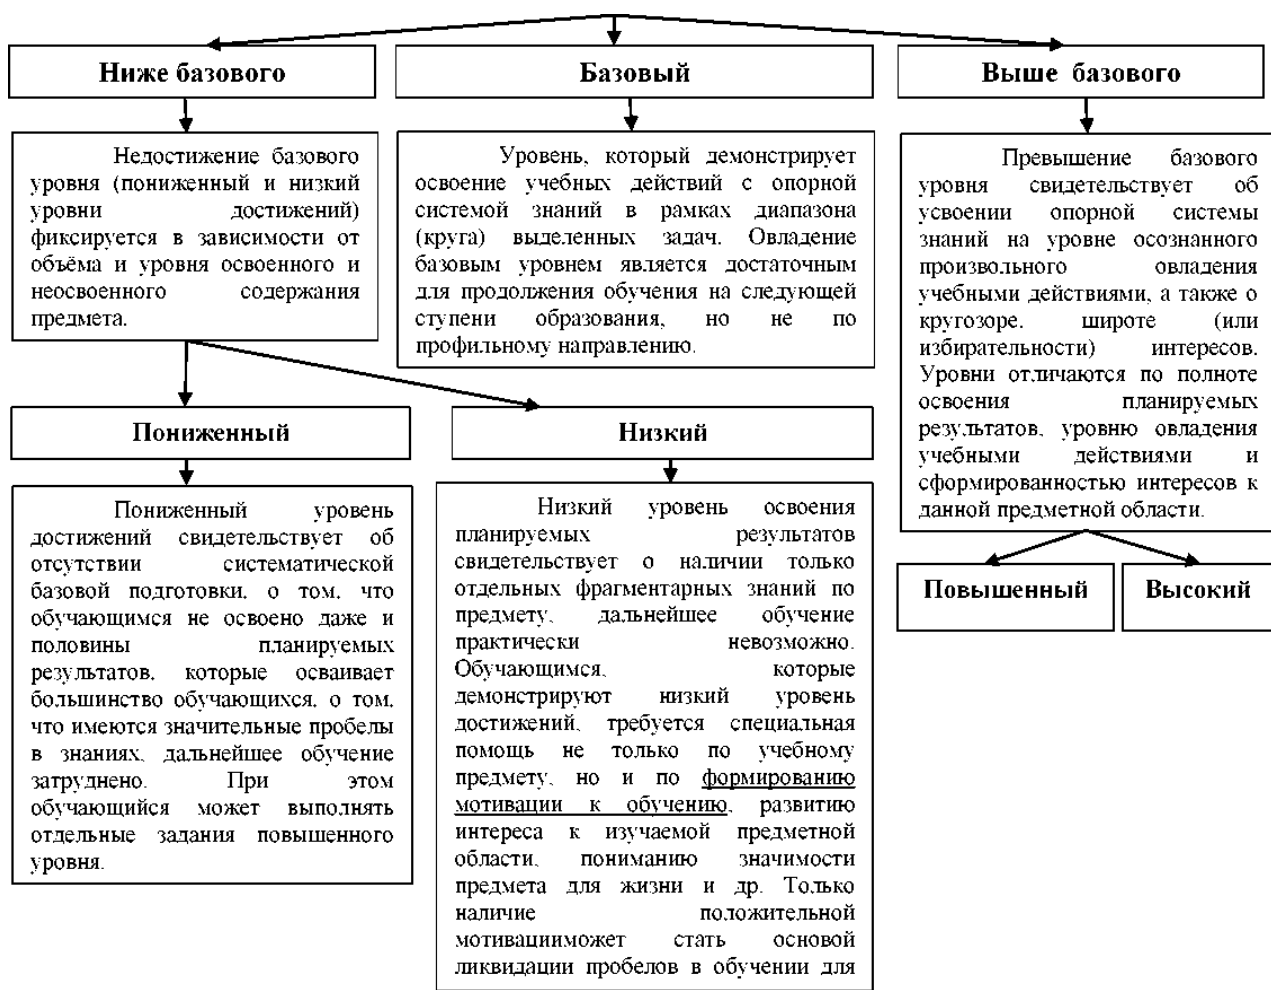 Ниже базового
Базовый
Выше базового
Недостижение базового
уровня (пониженный и низкий
уровни достижений)
фиксируется в зависимости от
объёма и уровня освоенного и
неосвоенного содержания
предмета.
Уровень, который демонстрирует
освоение учебных действий с опорной
системой знаний в рамках диапазона
(круга) выделенных задач. Овладение
базовым уровнем является достаточным
для продолжения обучения на следующей
ступени образования, но не по
профильному направлению.
Превышение базового
уровня свидетельствует об
усвоении опорной системы
знаний на уровне осознанного
произвольного овладения
учебными действиями, а также о
кругозоре, широте (или
избирательности) интересов.
Уровни отличаются по полноте
освоения планируемых
результатов, уровню овладения
учебными действиями и
сформированностью интересов к
данной предметной области.
Пониженный
Низкий
Пониженный уровень
достижений свидетельствует об
отсутствии систематической
базовой подготовки, о том, что
обучающимся не освоено даже и
половины планируемых
результатов, которые осваивает
большинство обучающихся, о том,
что имеются значительные пробелы
в знаниях, дальнейшее обучение
затруднено. При этом
обучающийся может выполнять
отдельные задания повышенного
уровня.
Низкий уровень освоения
планируемых результатов
свидетельствует о наличии только
отдельных фрагментарных знаний по
предмету, дальнейшее обучение
практически невозможно.
Обучающимся, которые
демонстрируют низкий уровень
достижений, требуется специальная
помощь не только по учебному
предмету, но и по формированию
мотивации к обучению, развитию
интереса к изучаемой предметной
области, пониманию значимости
предмета для жизни и др. Только
наличие положительной
мотивацииможет стать основой
ликвидации пробелов в обучении для
Повышенный
Высокий